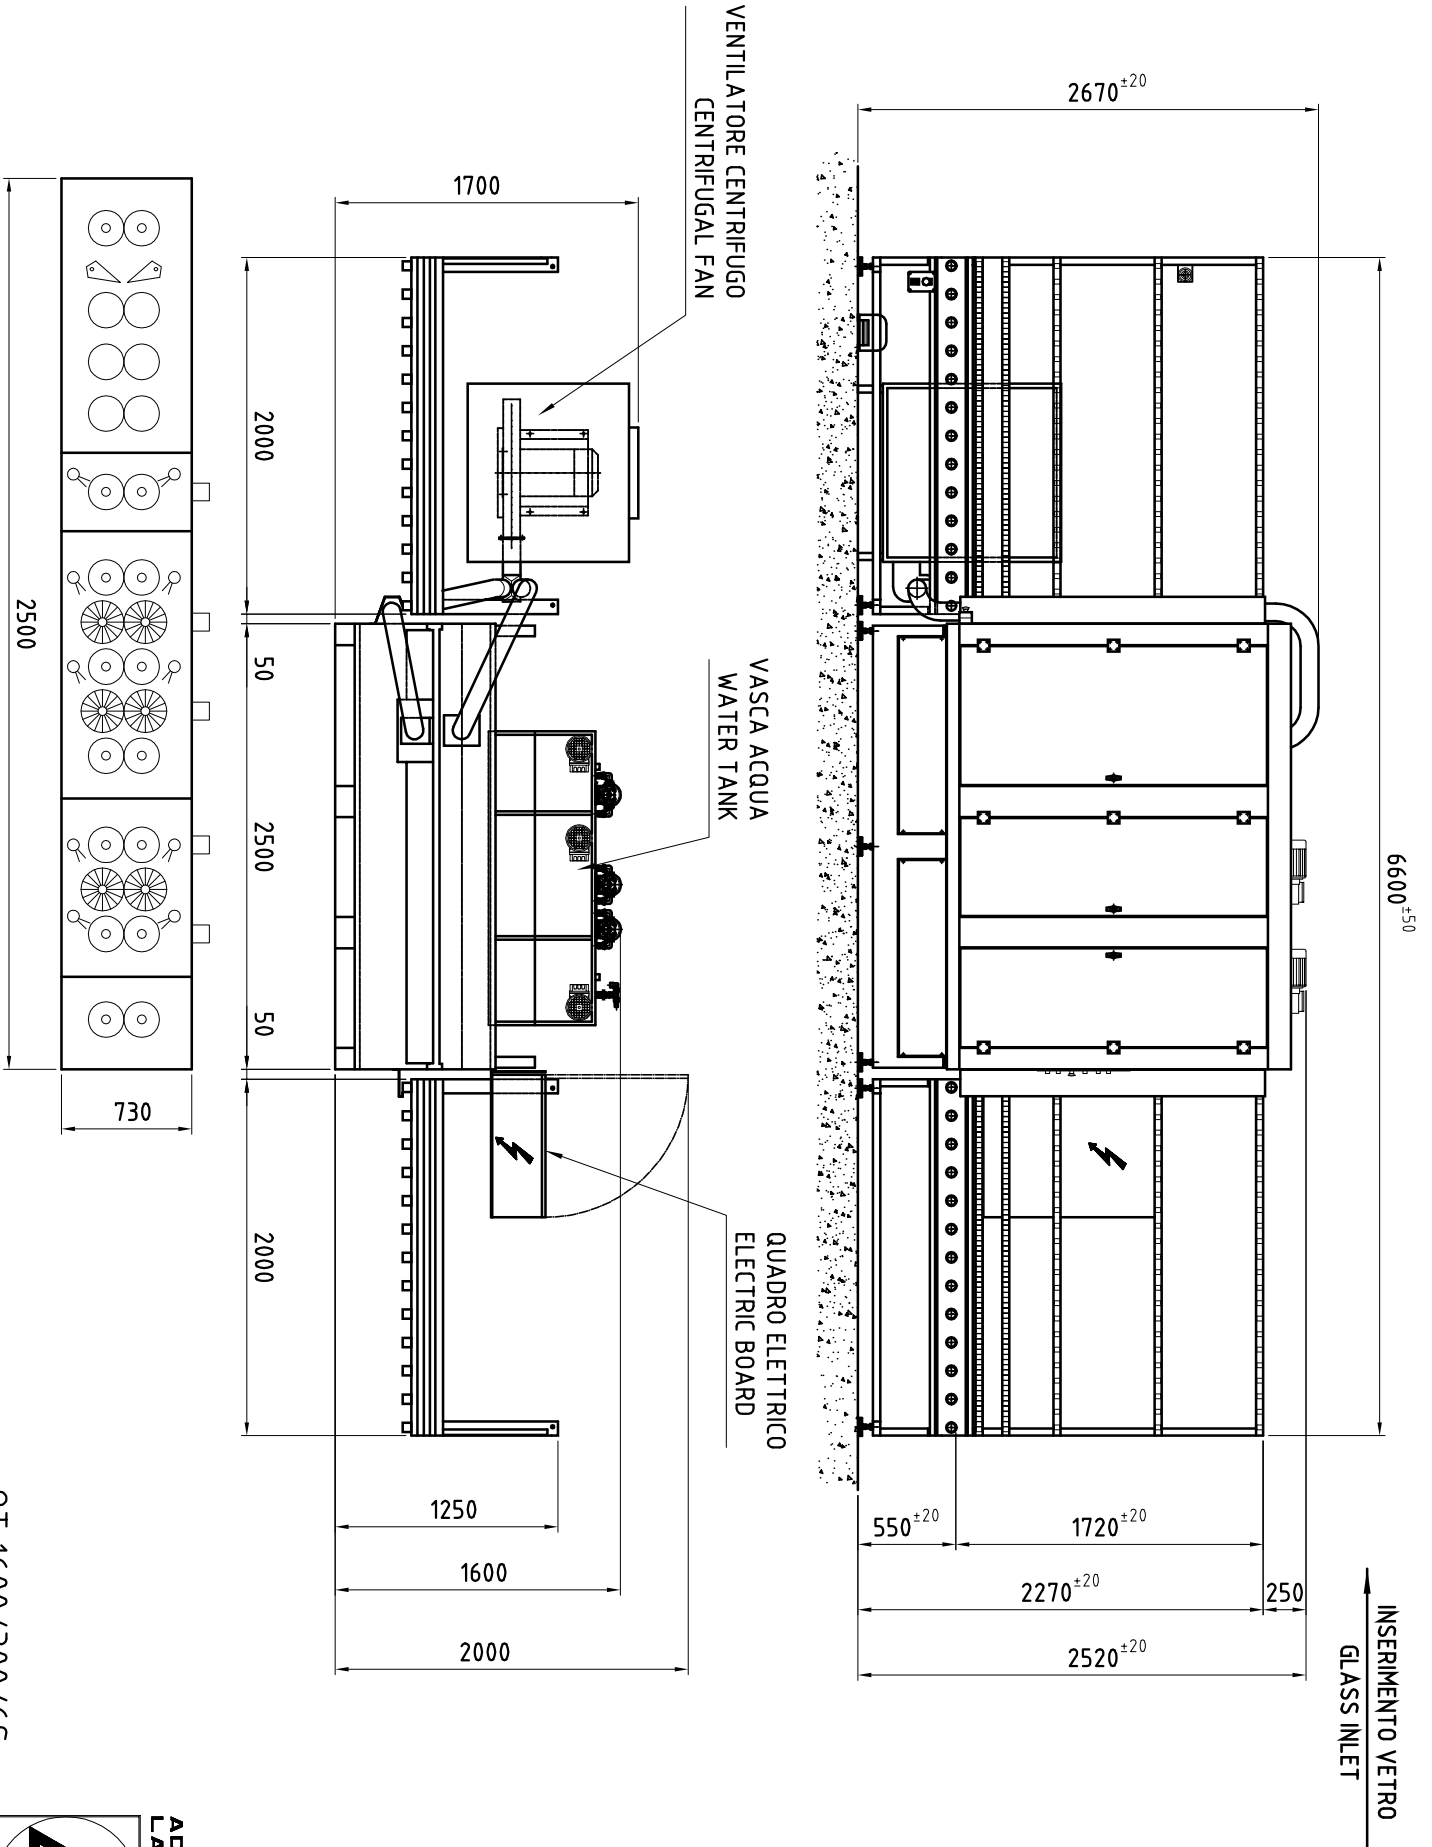 VENTILATORE CENTRIFUGO
CENTRIFUGAL FAN
2670±20
6600±50
INSERIMENTO VETRO
GLASS INLET
550±20
1720±20
2270±20
250
2520±20
VASCA ACQUA
WATER TANK
QUADRO ELETTRICO
ELECTRIC BOARD
1700
2000
50
2500
50
2000
1250
1600
2000
2500
730